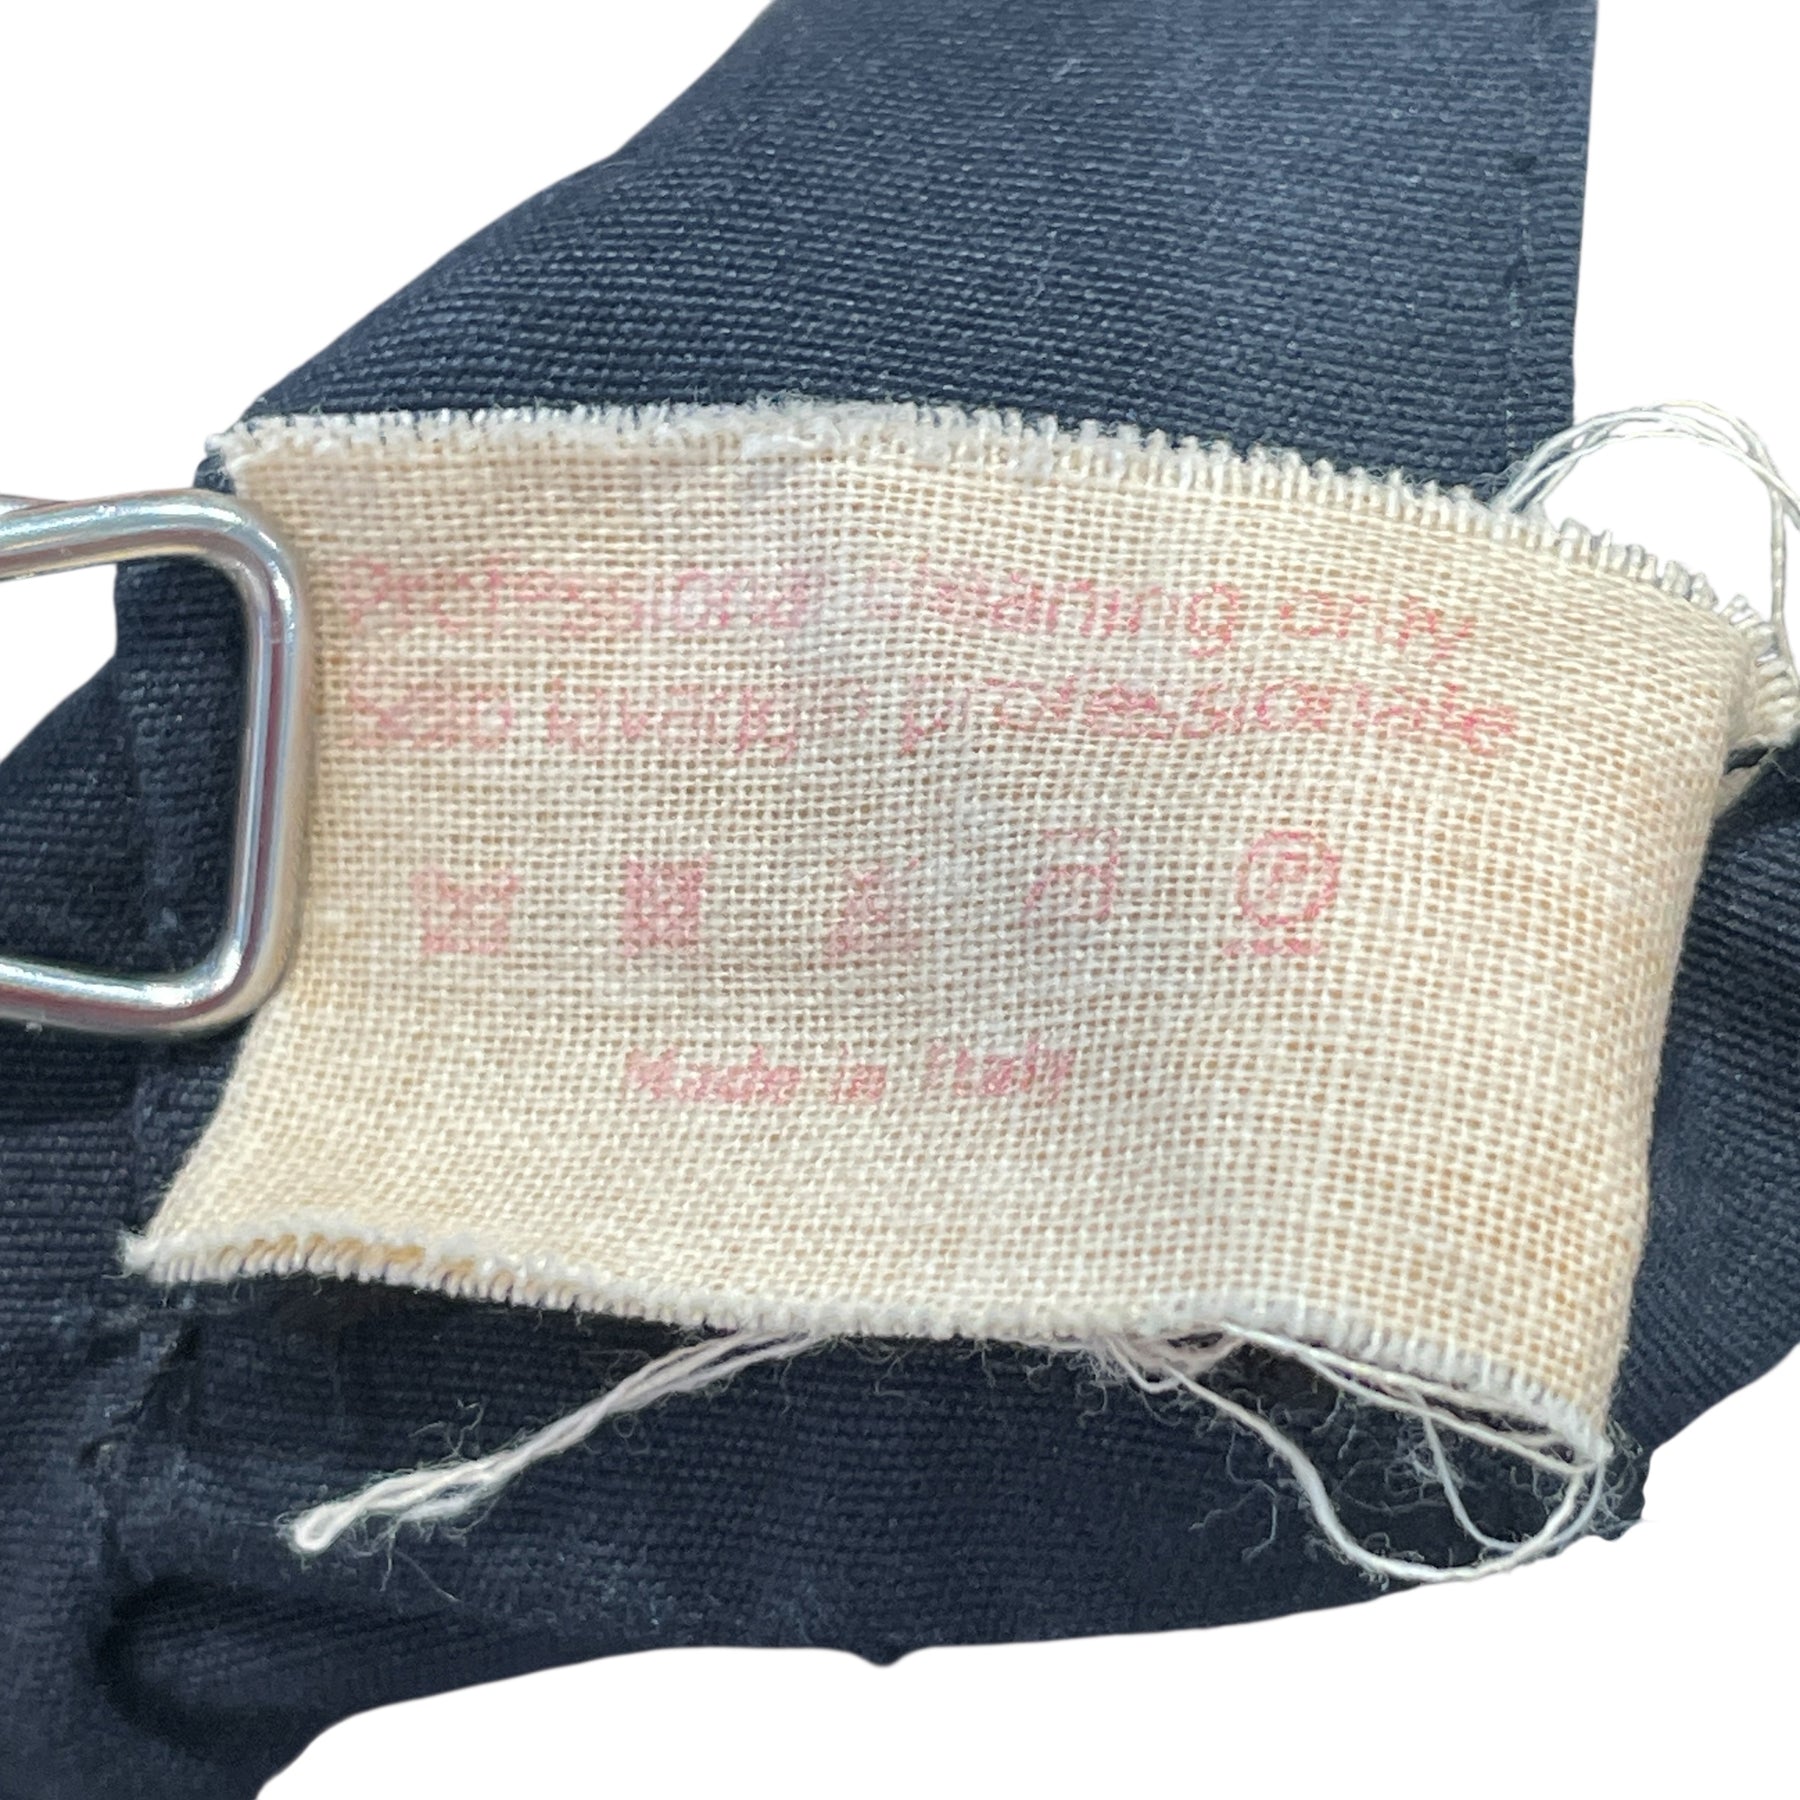 Professional cleaning only
Solo lavaggio professionale
P
Made in Italy